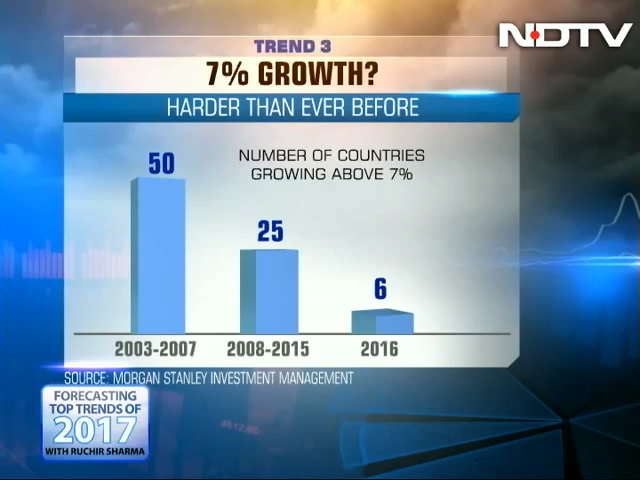 NDTV
TREND 3
7% GROWTH?
HARDER THAN EVER BEFORE
NUMBER OF COUNTRIES
GROWING ABOVE 7%
50
25
6
2003-2007
2008-2015
2016
SOURCE: MORGAN STANLEY INVESTMENT MANAGEMENT
FORECASTING
TOP TRENDS OF
2017
WITH RUCHIR SHARMA